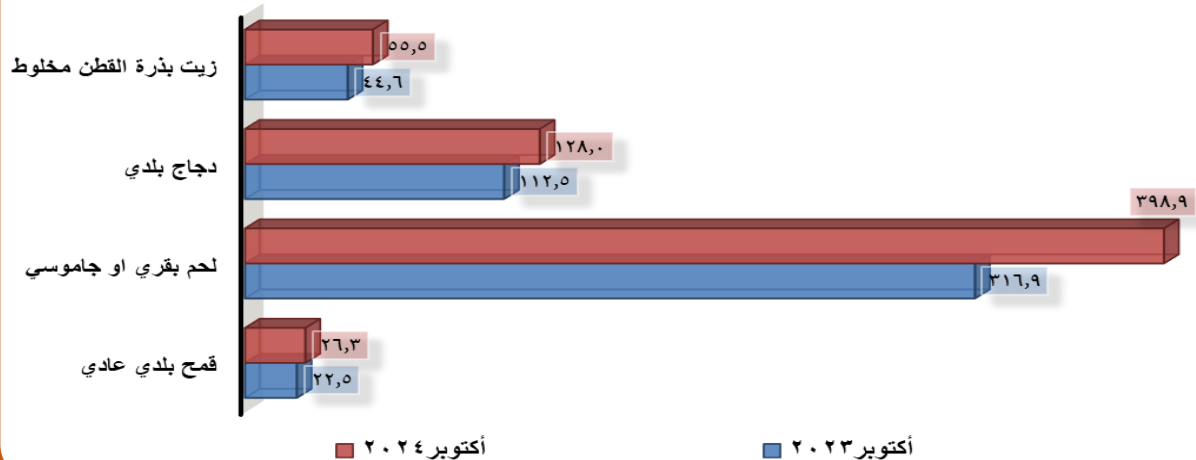 زيت بذرة القطن مخلوط
٥٥,٥
٤٤,٦
دجاج بلدي
١٢٨,٠
١١٢,٥
لحم بقري او جاموسي
٣٩٨,٩
٣١٦,٩
قمح بلدي عادي
٢٦,٣
٢٢,٥
أكتوبر٢٠٢٣
أكتوبر٢٠٢٤